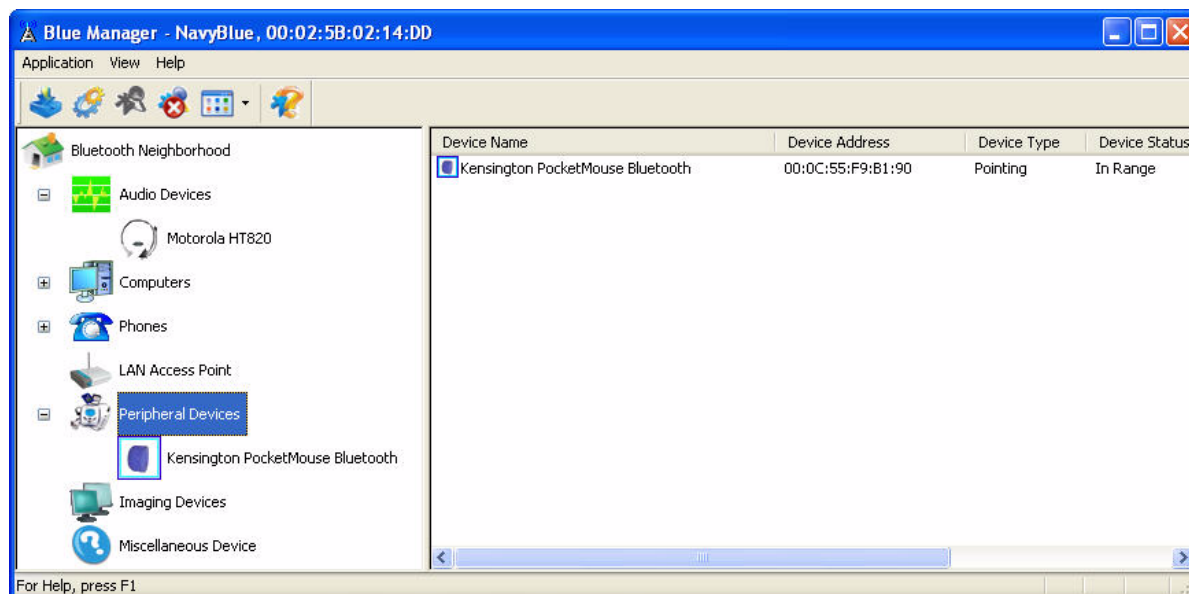 Blue Manager - NavyBlue, 00:02:5B:02:14:DD
Application View Help
Bluetooth Neighborhood
Audio Devices
Motorola HT820
Computers
Phones
LAN Access Point
Peripheral Devices
Kensington PocketMouse Bluetooth
Imaging Devices
Miscellaneous Device
Device Name Device Address Device Type Device Status
Kensington PocketMouse Bluetooth 00:0C:55:F9:B1:90 Pointing In Range
For Help, press F1